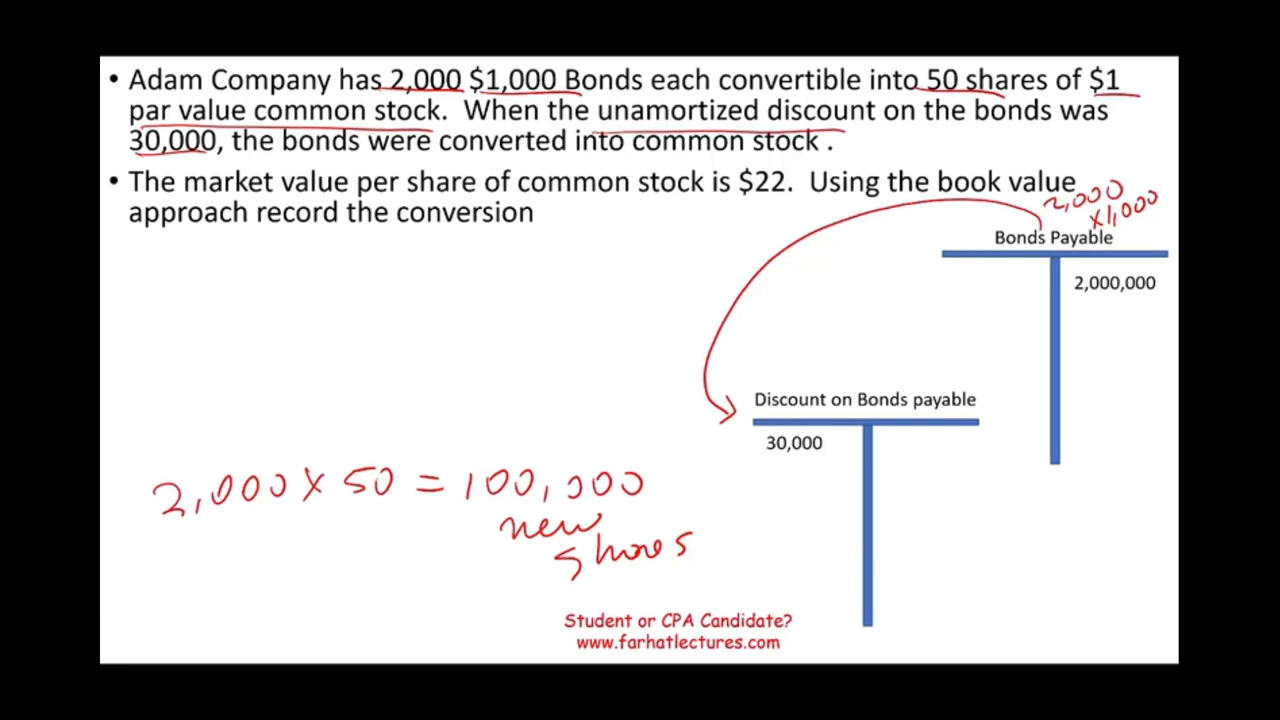 • Adam Company has 2,000 $1,000 Bonds each convertible into 50 shares of $1
par value common stock. When the unamortized discount on the bonds was
30,000, the bonds were converted into common stock .
• The market value per share of common stock is $22. Using the book value
approach record the conversion
2,000
x1,000
Bonds Payable
2,000,000
Discount on Bonds payable
30,000
2,000 x 50 = 100,000
new
shares
Student or CPA Candidate?
www.farhatlectures.com